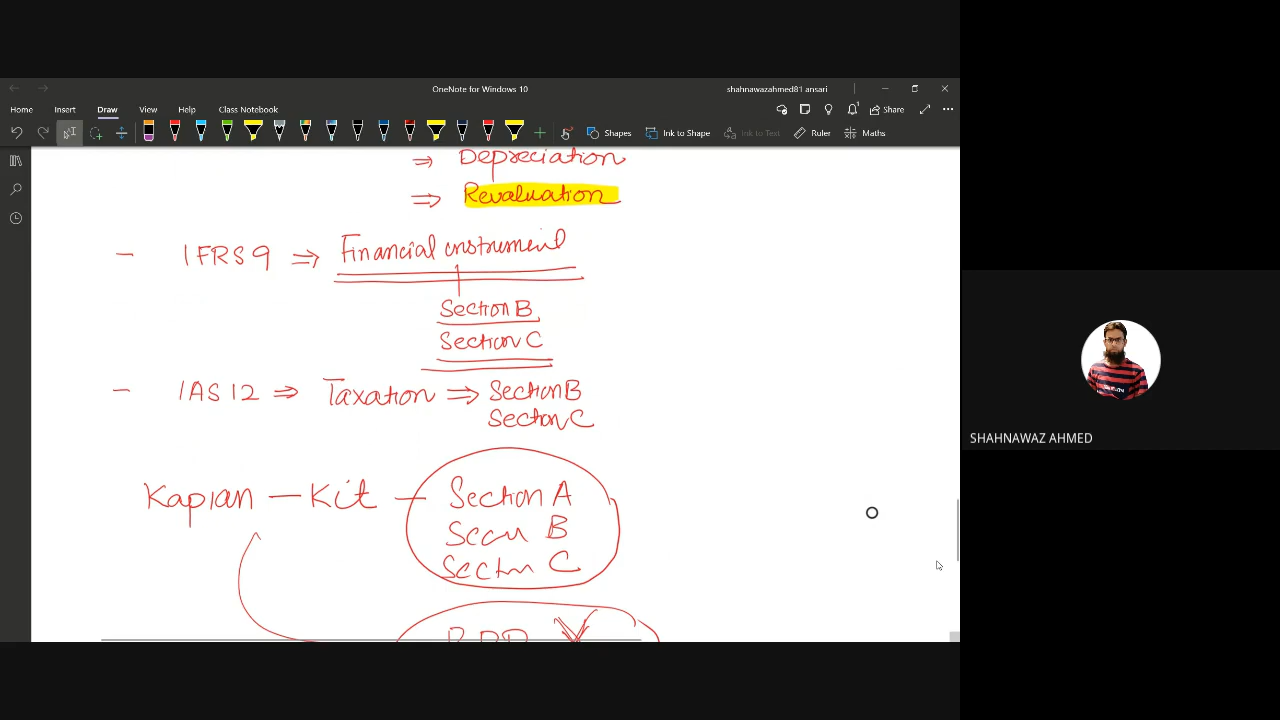 OneNote for Windows 10
shahnawazahmed81 ansari
Home Insert Draw View Help Class Notebook
Share
Shapes Ink to Shape Ink to Text Ruler Maths
⇒ Depreciation
⇒ Revaluation
- IFRS 9 ⇒ Financial instrument
Section B
Section C
- IAS 12 ⇒ Taxation ⇒ Section B
Section C
Kaplan - Kit - Section A
Secn B
Sectn C
SHAHNAWAZ AHMED